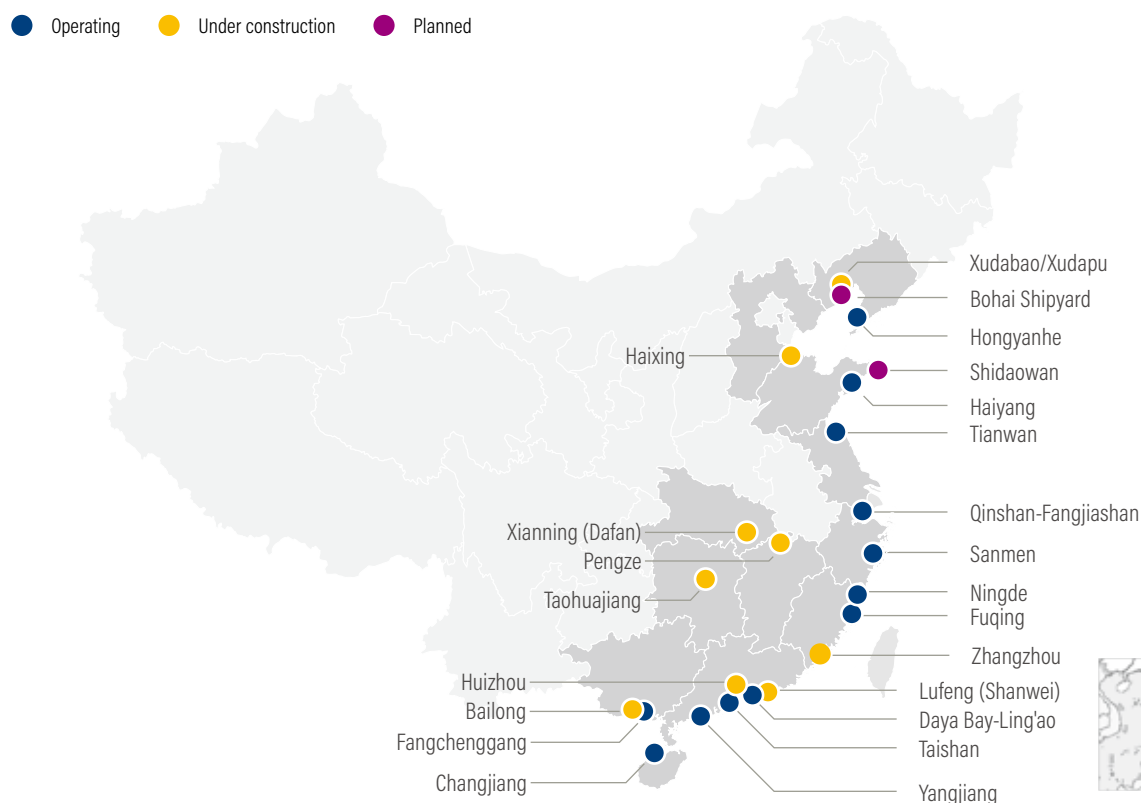 Operating
Under construction
Planned
Xudabao/Xudapu
Bohai Shipyard
Hongyanhe
Haixing
Shidaowan
Haiyang
Tianwan
Qinshan-Fangjiashan
Xianning (Dafan)
Sanmen
Pengze
Ningde
Taohuajiang
Fuqing
Zhangzhou
Huizhou
Lufeng (Shanwei)
Bailong
Daya Bay-Ling'ao
Fangchenggang
Taishan
Changjiang
Yangjiang